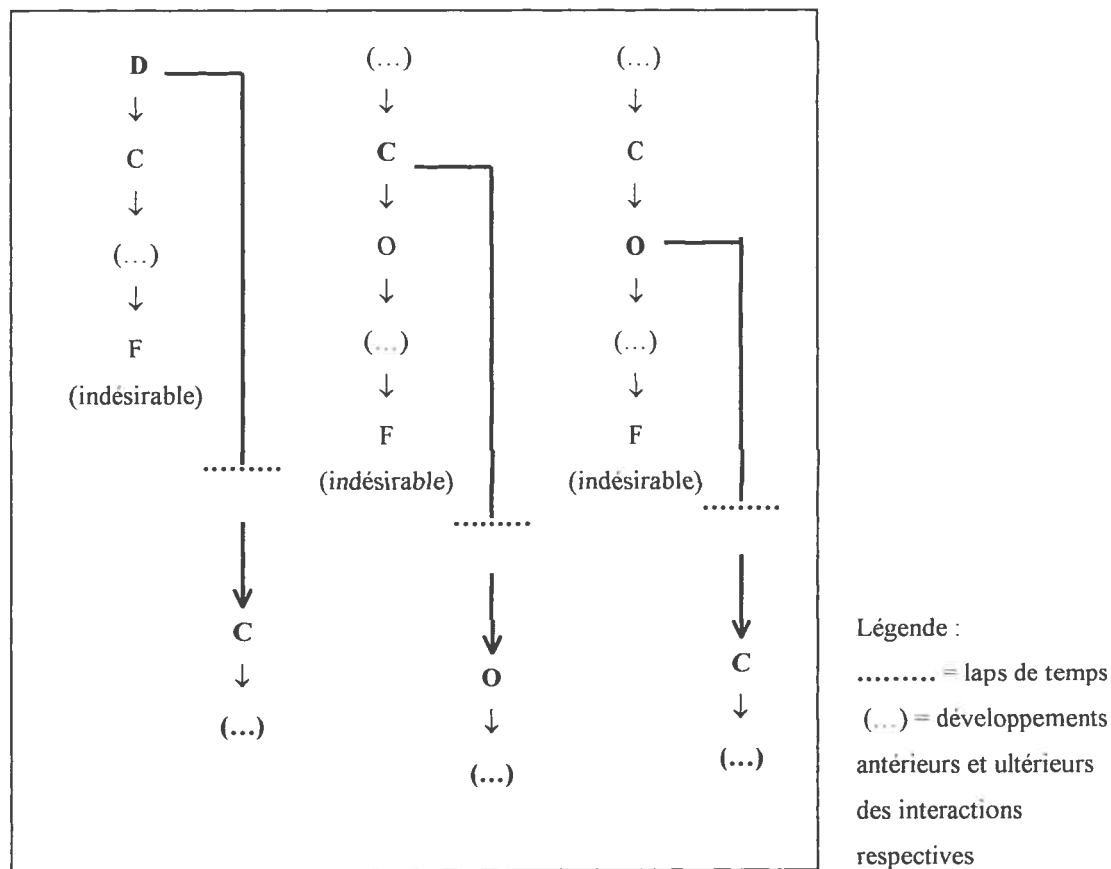 D
↓
C
↓
(...)
↓
F
(indésirable)
C
↓
(...)
(...)
↓
C
↓
O
↓
(...)
↓
F
(indésirable)
O
↓
(...)
(...)
↓
C
↓
O
↓
(...)
↓
F
(indésirable)
C
↓
(...)
Légende :
......... = laps de temps
(...) = développements
antérieurs et ultérieurs
des interactions
respectives